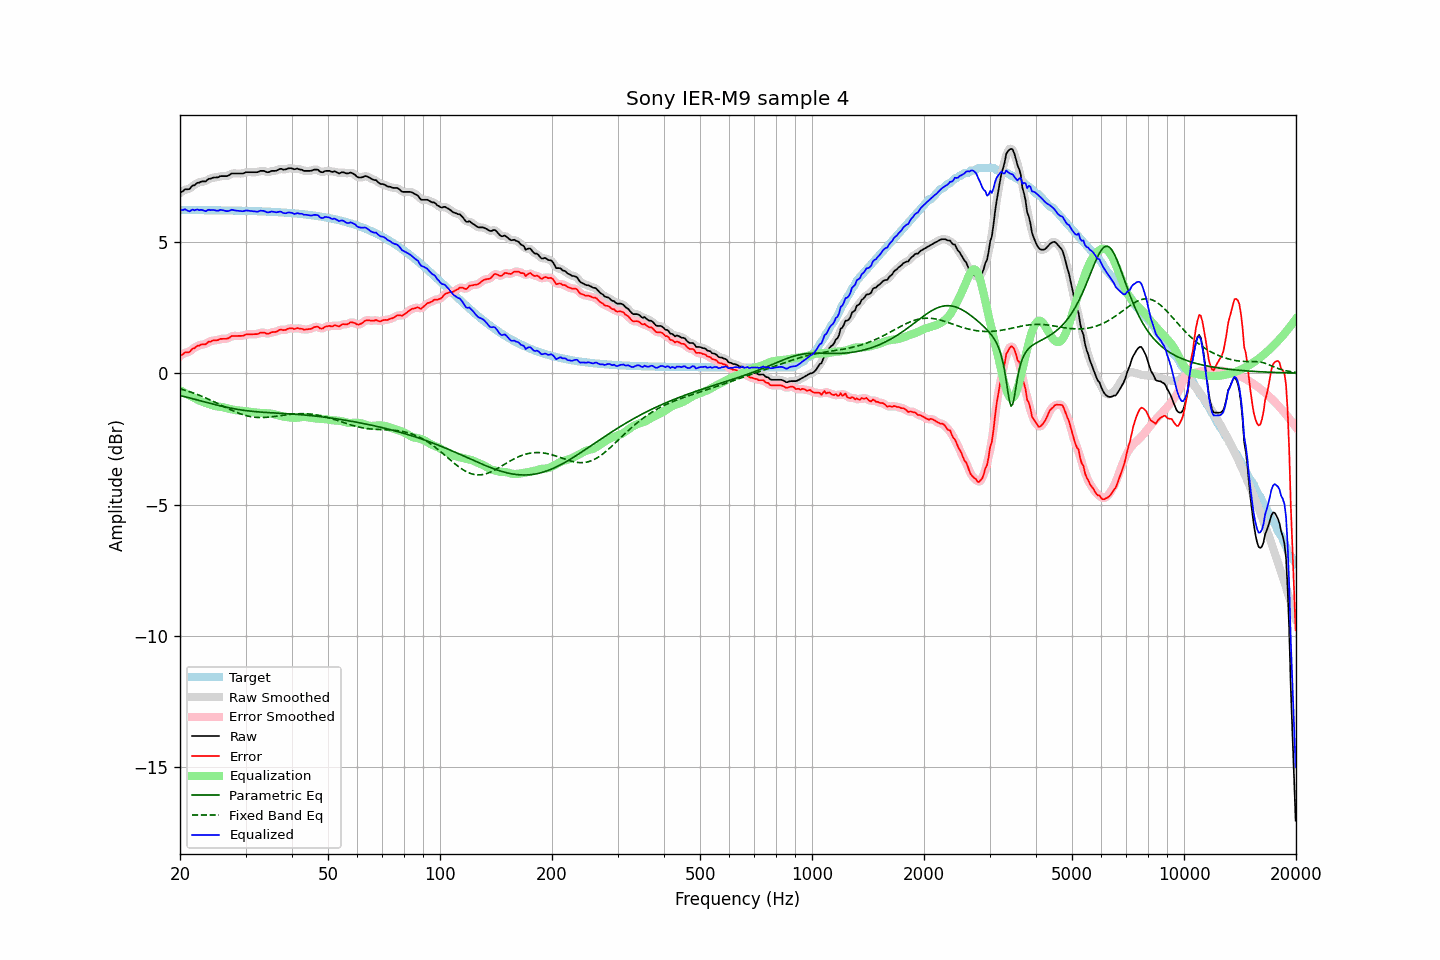 Sony IER-M9 sample 4
Amplitude (dBr)
5
0
−5
−10
−15
Target
Raw Smoothed
Error Smoothed
Raw
Error
Equalization
Parametric Eq
Fixed Band Eq
Equalized
20
50
100
200
500
1000
2000
5000
10000
20000
Frequency (Hz)